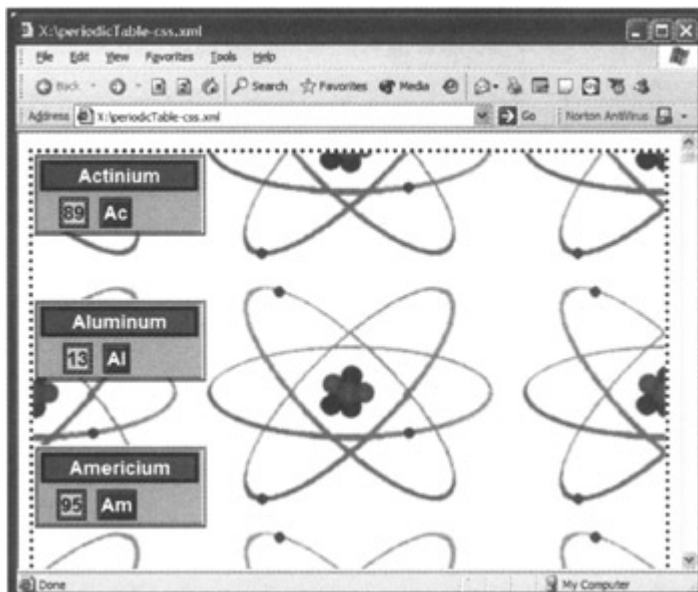 X:\periodicTable-css.xml
File Edit View Favorites Tools Help
Back Search Favorites Media
Address X:\periodicTable-css.xml Go Norton AntiVirus
Actinium
89 Ac
Aluminum
13 Al
Americium
95 Am
Done My Computer